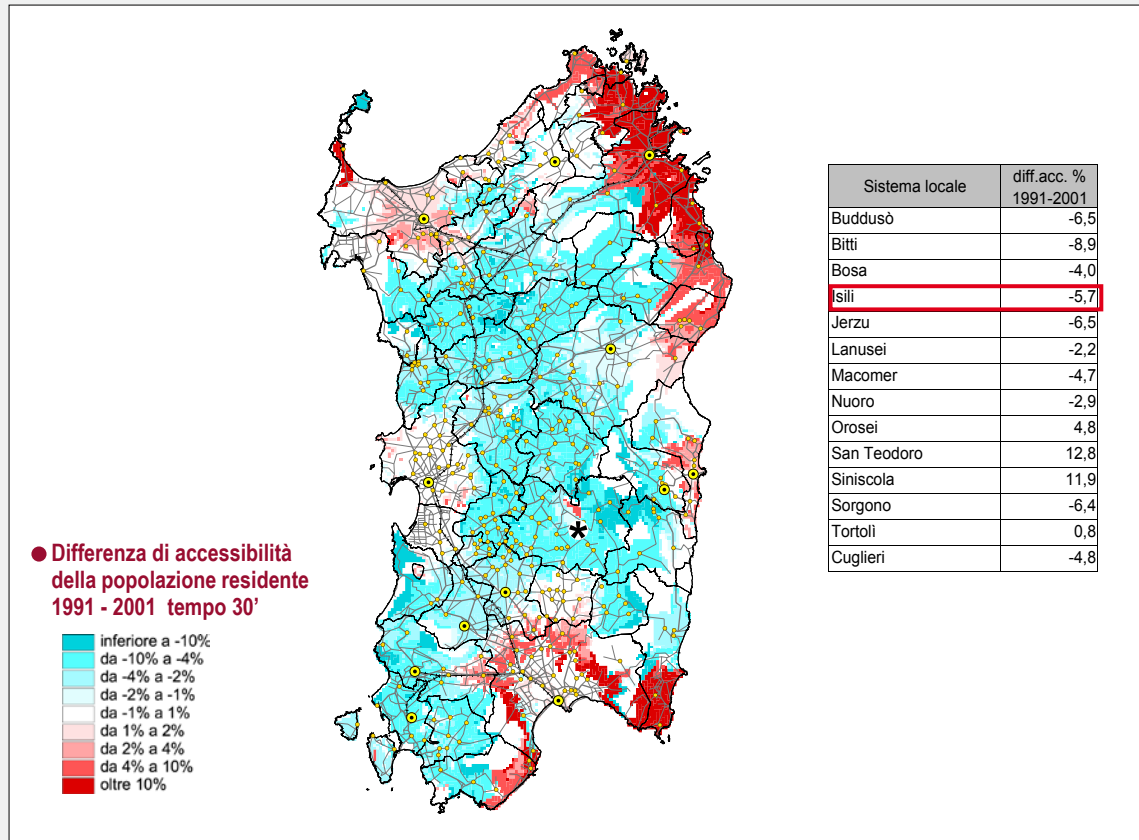 Sistema locale diff.acc. % 1991-2001
Buddusò -6,5
Bitti -8,9
Bosa -4,0
Isili -5,7
Jerzu -6,5
Lanusei -2,2
Macomer -4,7
Nuoro -2,9
Orosei 4,8
San Teodoro 12,8
Siniscola 11,9
Sorgono -6,4
Tortolì 0,8
Cuglieri -4,8
*
Differenza di accessibilità
della popolazione residente
1991 - 2001 tempo 30'
inferiore a -10%
da -10% a -4%
da -4% a -2%
da -2% a -1%
da -1% a 1%
da 1% a 2%
da 2% a 4%
da 4% a 10%
oltre 10%